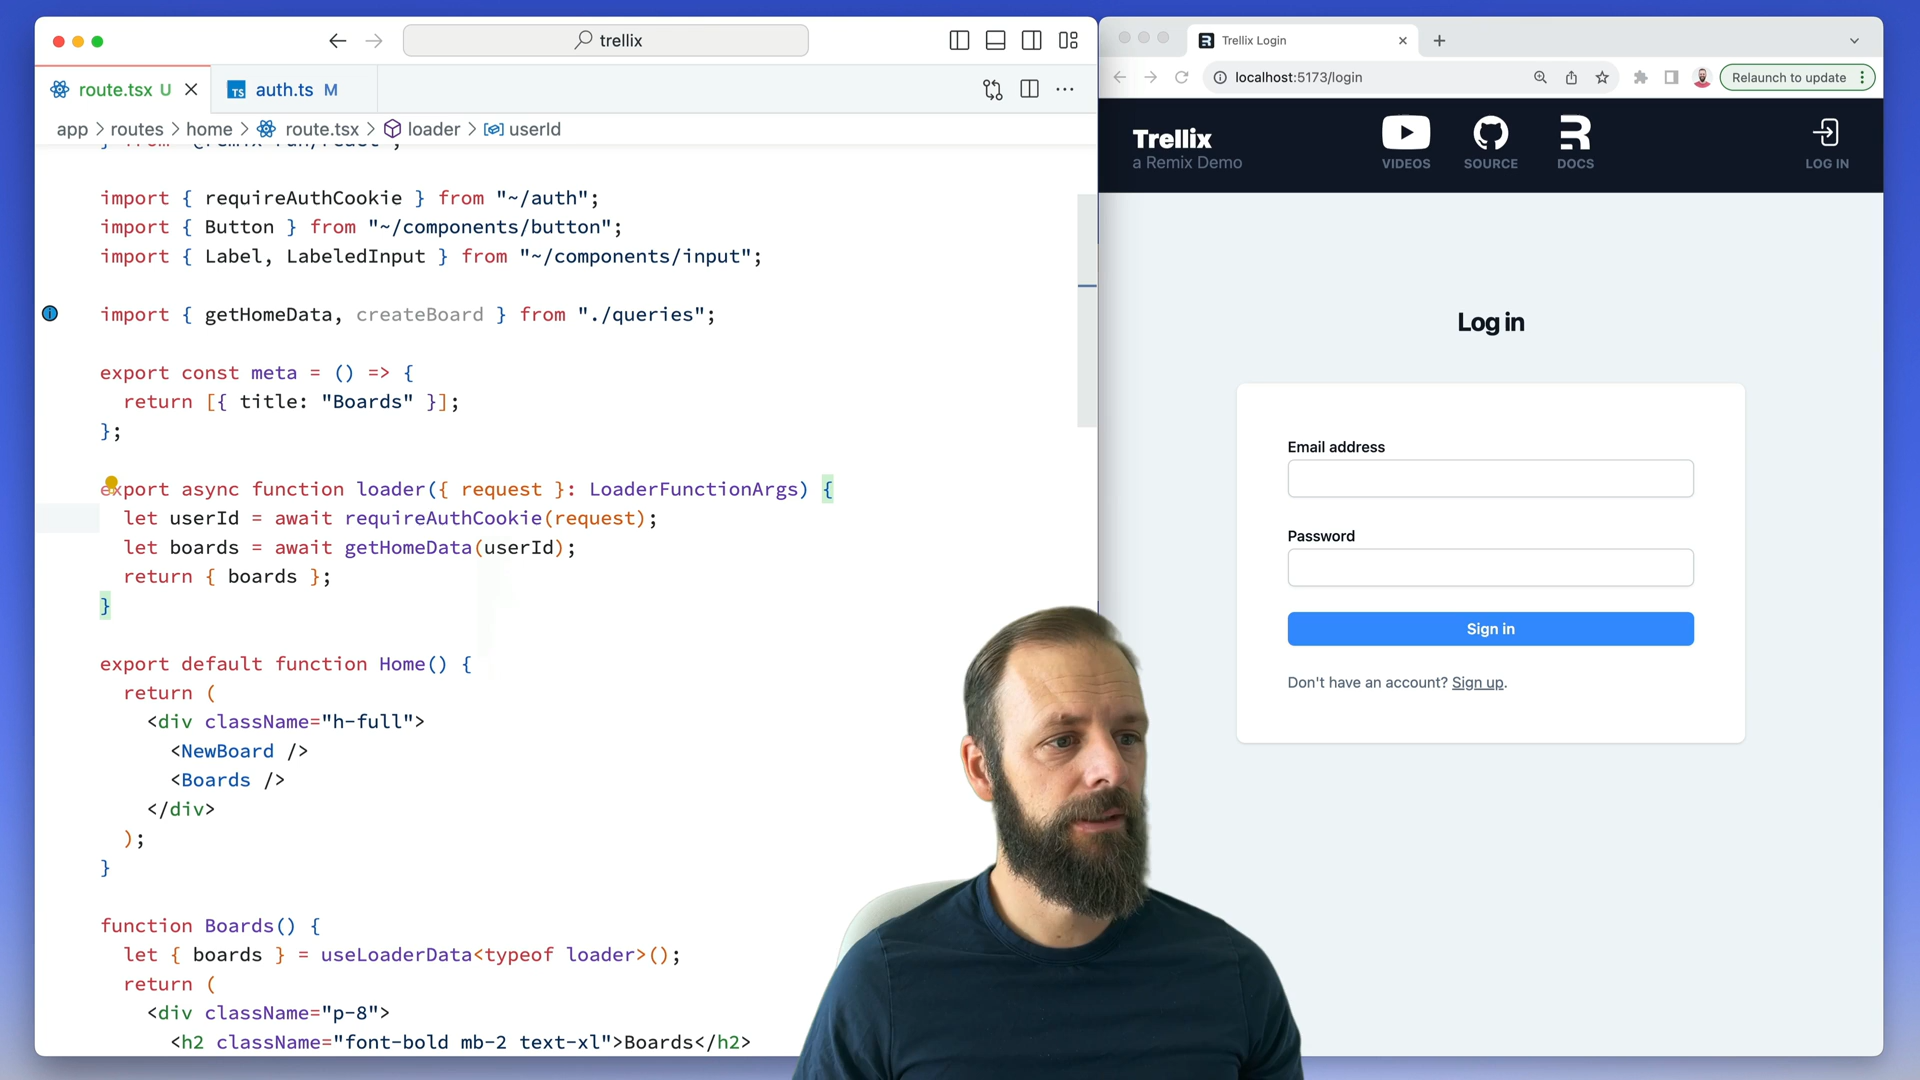 trellix
route.tsx U
TS auth.ts M
app > routes > home > route.tsx > loader > userId
} from "@remix-run/react";
import { requireAuthCookie } from "~/auth";
import { Button } from "~/components/button";
import { Label, LabeledInput } from "~/components/input";
import { getHomeData, createBoard } from "./queries";
export const meta = () => {
return [{ title: "Boards" }];
};
export async function loader({ request }: LoaderFunctionArgs) {
let userId = await requireAuthCookie(request);
let boards = await getHomeData(userId);
return { boards };
}
export default function Home() {
return (
<div className="h-full">
<NewBoard />
<Boards />
</div>
);
}
function Boards() {
let { boards } = useLoaderData<typeof loader>();
return (
<div className="p-8">
<h2 className="font-bold mb-2 text-xl">Boards</h2>
Trellix Login
localhost:5173/login
Relaunch to update
Trellix
a Remix Demo
VIDEOS
SOURCE
DOCS
LOG IN
Log in
Email address
Password
Sign in
Don't have an account? Sign up.